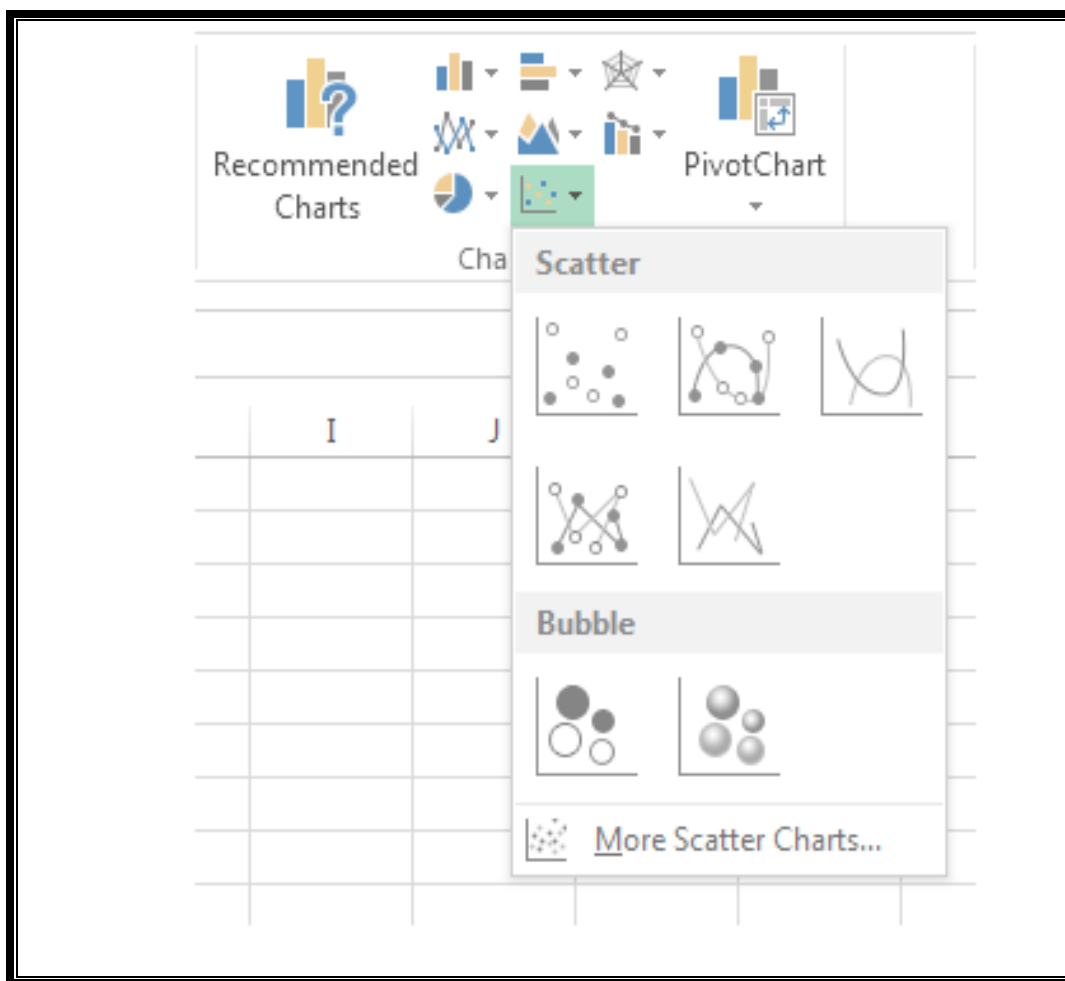 Recommended
Charts
PivotChart
Cha
Scatter
I
J
Bubble
More Scatter Charts...